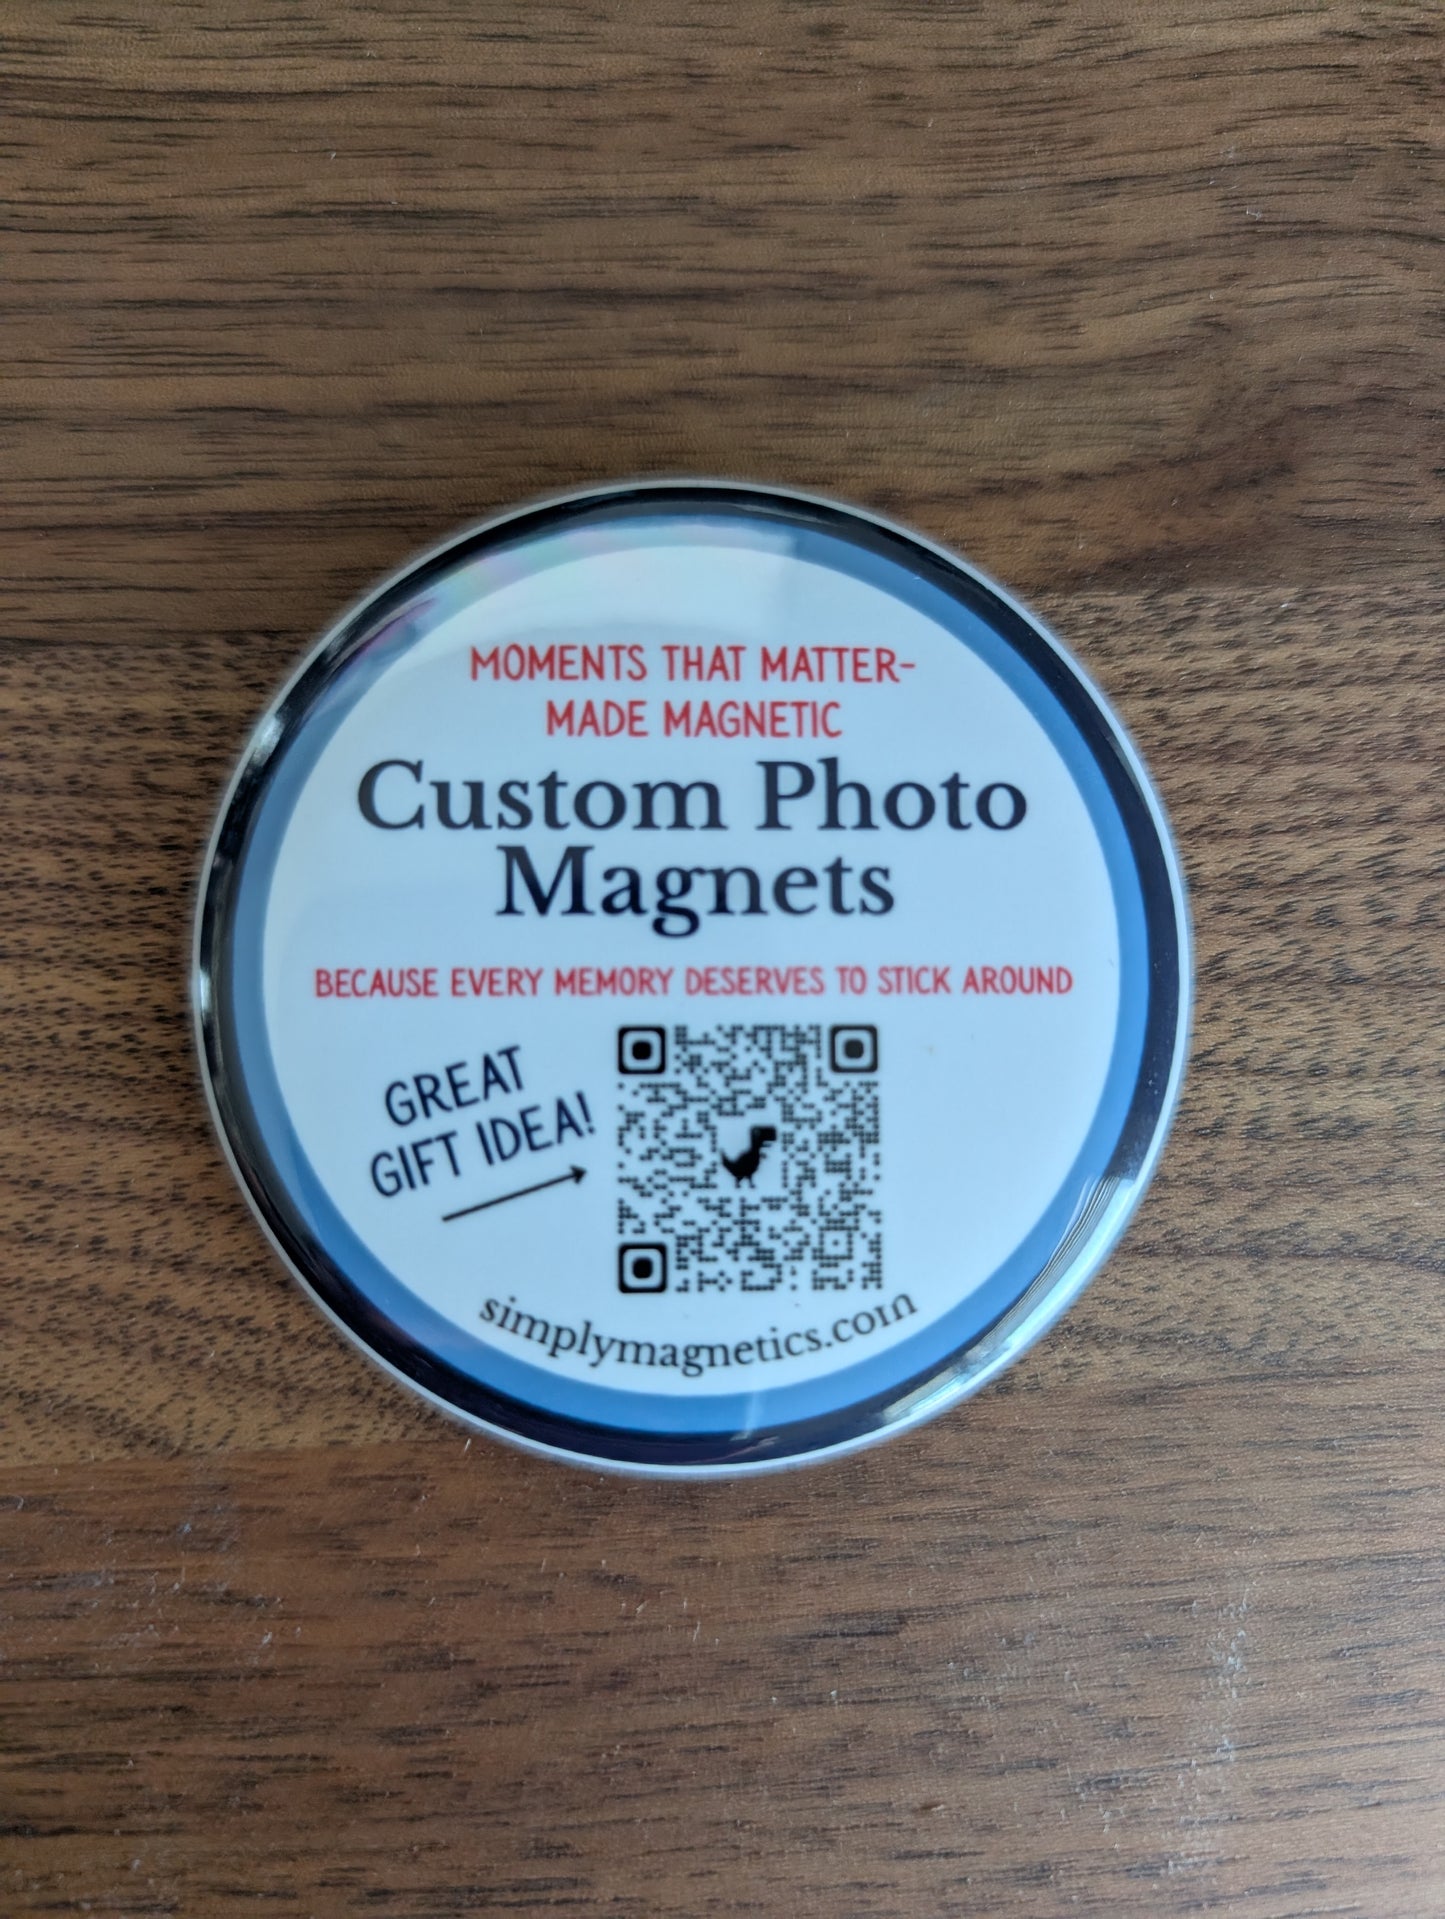 MOMENTS THAT MATTER-
MADE MAGNETIC
Custom Photo
Magnets
BECAUSE EVERY MEMORY DESERVES TO STICK AROUND
GREAT
GIFT IDEA!
simplymagnetics.com